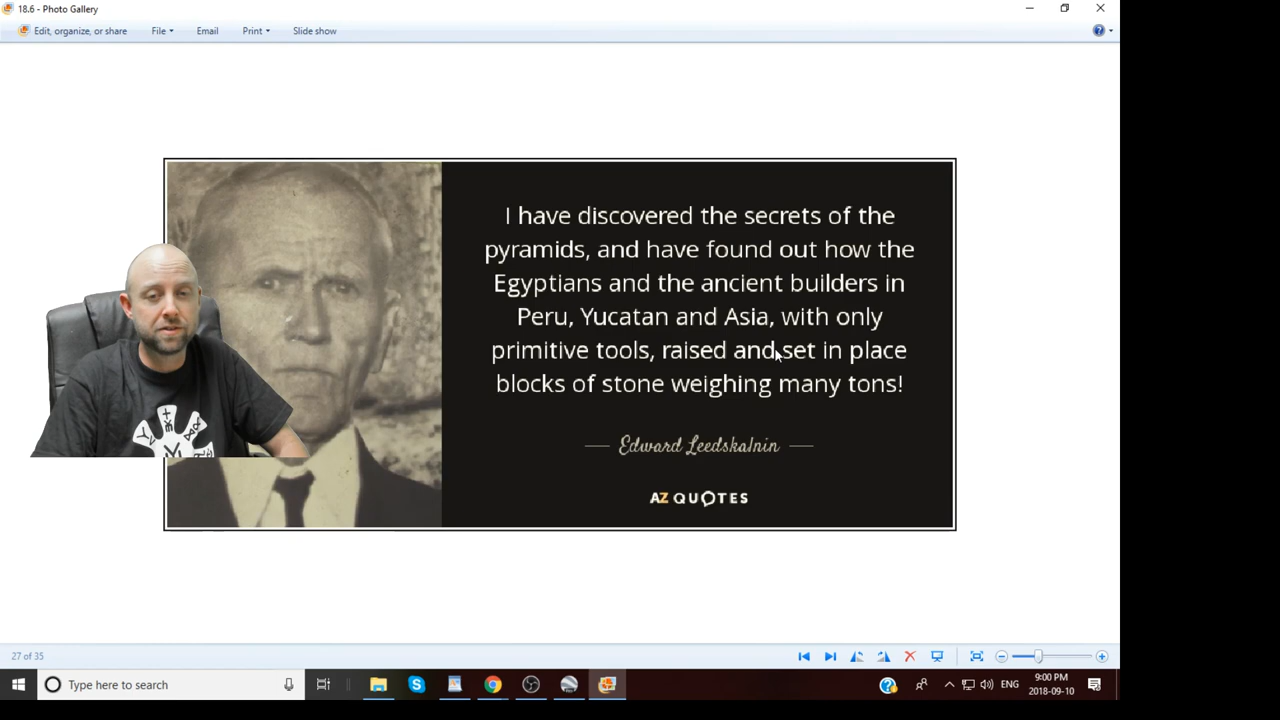 18.6 - Photo Gallery
Edit, organize, or share File Email Print Slide show
I have discovered the secrets of the
pyramids, and have found out how the
Egyptians and the ancient builders in
Peru, Yucatan and Asia, with only
primitive tools, raised and set in place
blocks of stone weighing many tons!
Edward Leedskalnin
AZ QUOTES
27 of 35
Type here to search
ENG
9:00 PM
2018-09-10